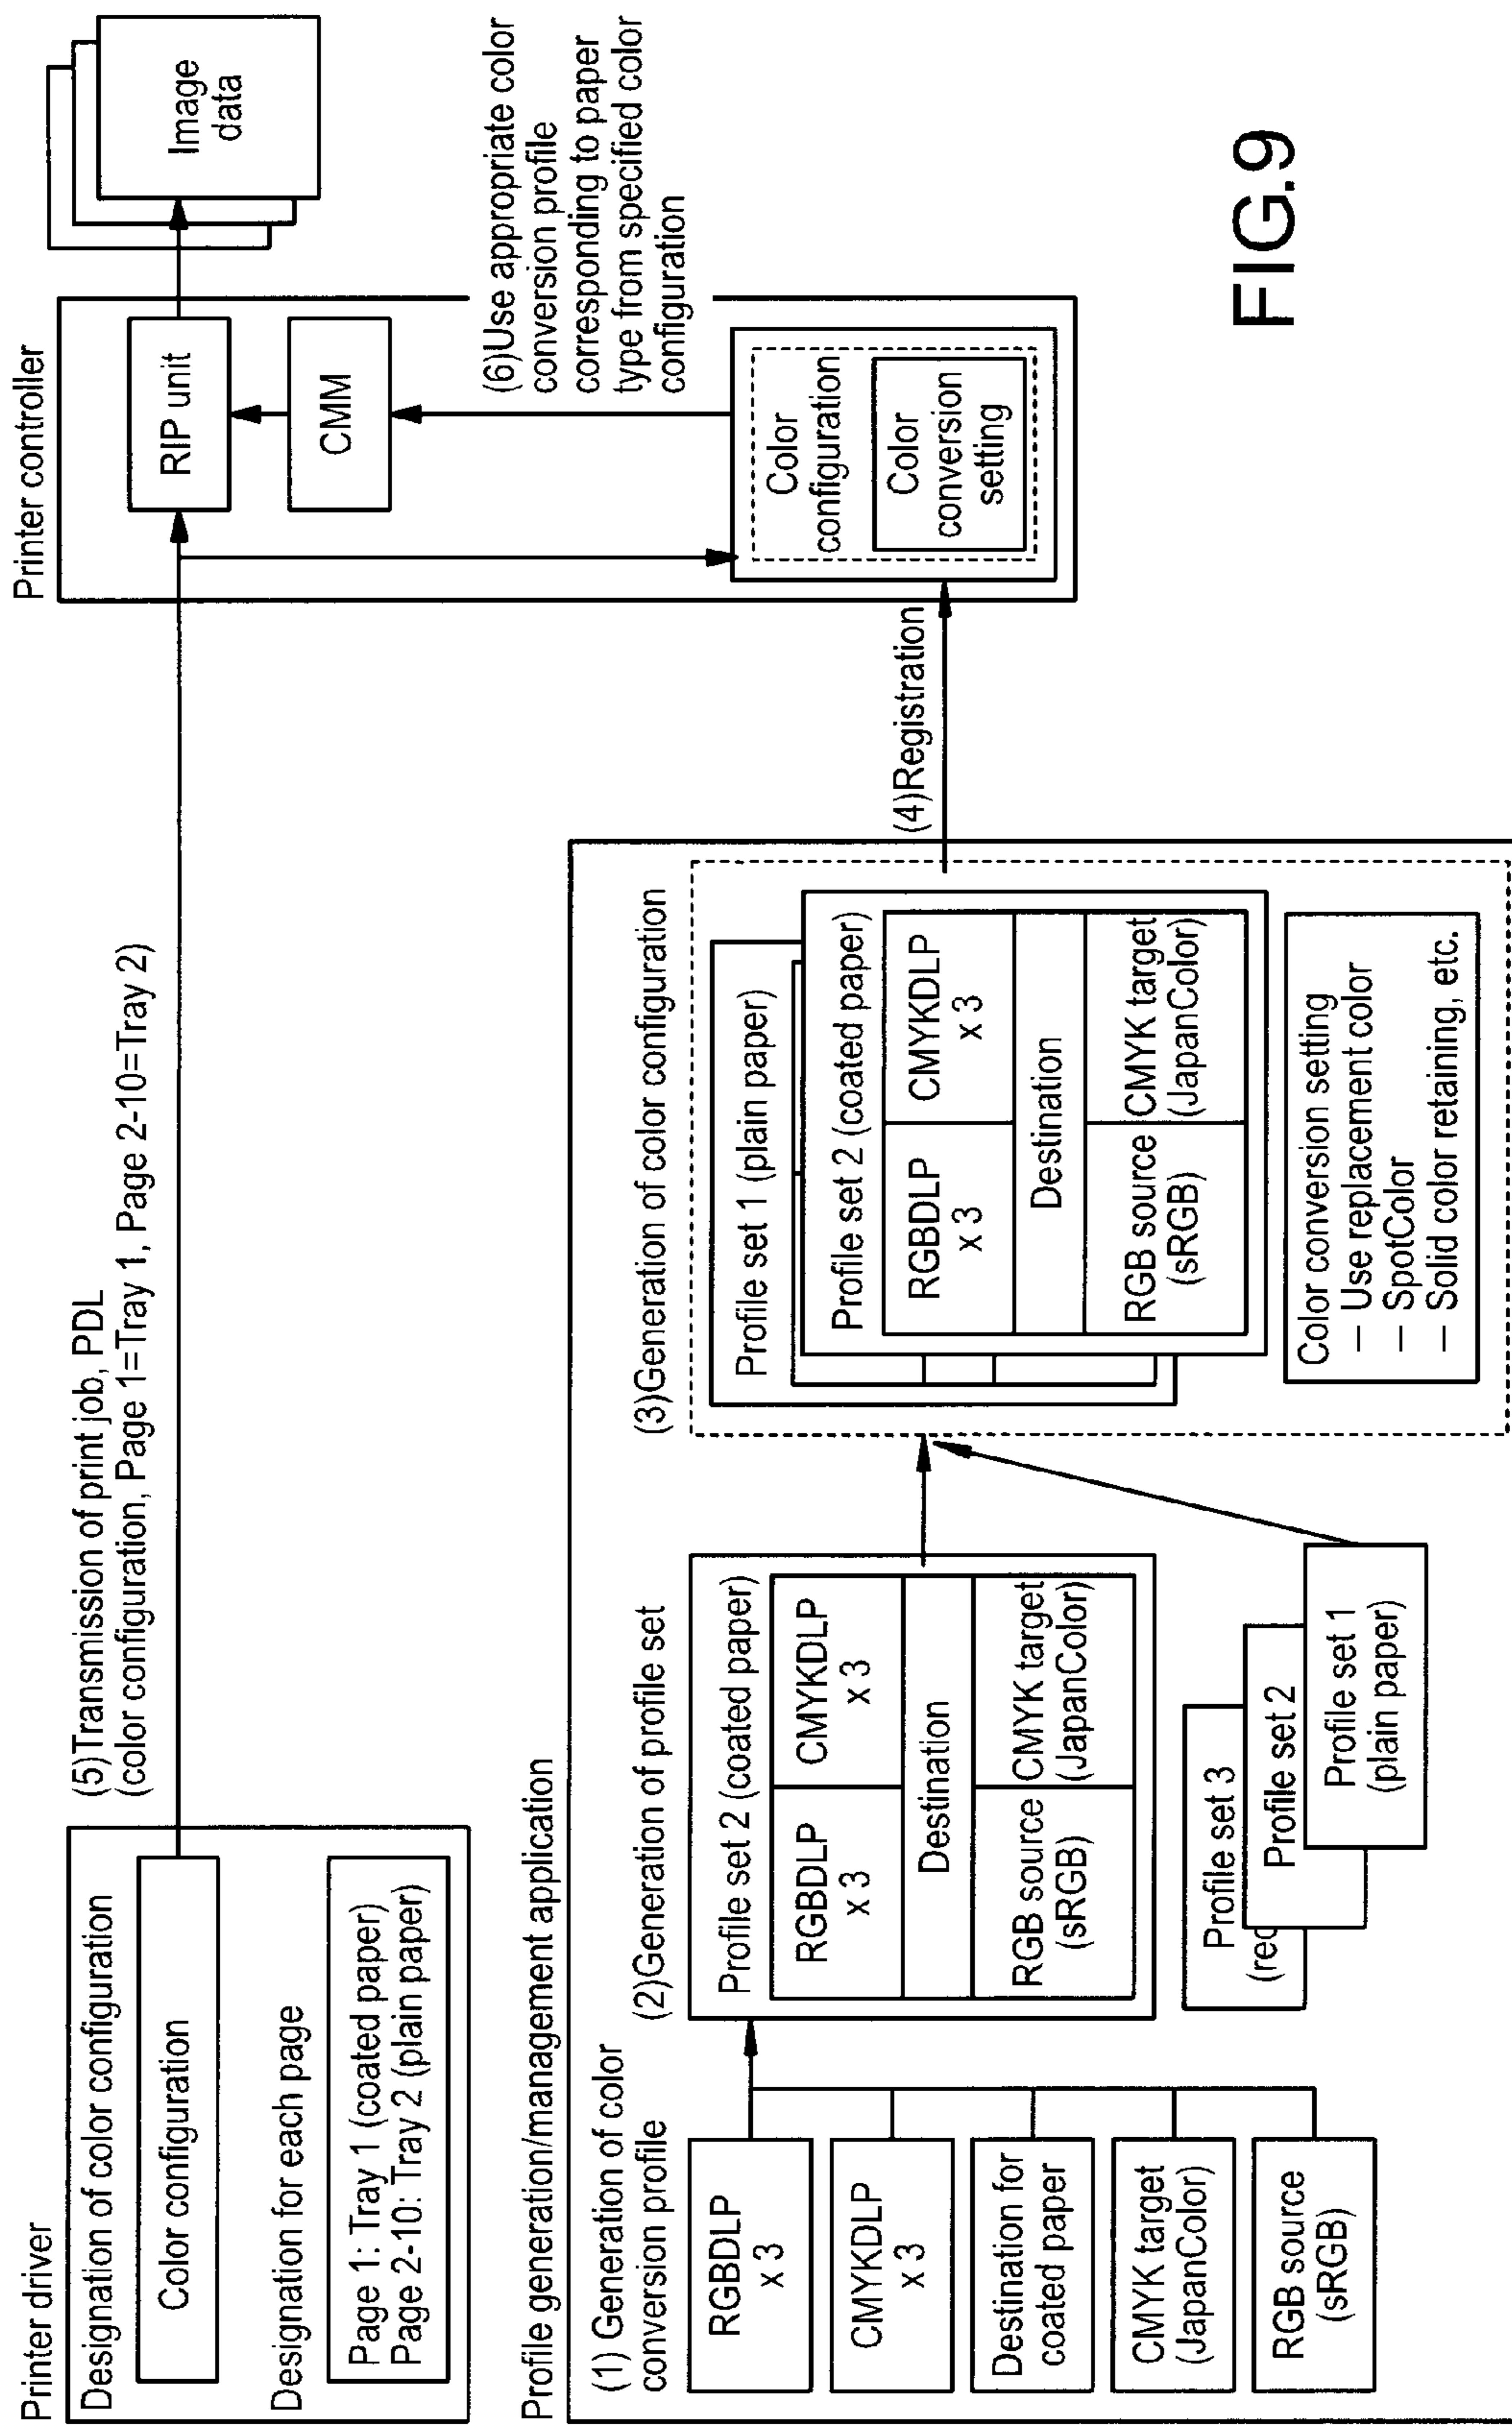 Printer driver
Designation of color configuration
Color configuration
Designation for each page
Page 1: Tray 1 (coated paper)
Page 2-10: Tray 2 (plain paper)
(5)Transmission of print job, PDL
(color configuration, Page 1=Tray 1, Page 2-10=Tray 2)
Printer controller
RIP unit
CMM
Image
data
(6)Use appropriate color
conversion profile
corresponding to paper
type from specified color
configuration
Color
configuration
Color
conversion
setting
Profile generation/management application
(1) Generation of color
conversion profile
RGBDLP
x 3
CMYKDLP
x 3
Destination for
coated paper
CMYK target
(JapanColor)
RGB source
(sRGB)
(2)Generation of profile set
Profile set 2 (coated paper)
RGBDLP
x 3
CMYKDLP
x 3
Destination
RGB source
(sRGB)
CMYK target
(JapanColor)
Profile set 3
(rec
Profile set 2
Profile set 1
(plain paper)
(3)Generation of color configuration
Profile set 1 (plain paper)
Profile set 2 (coated paper)
RGBDLP
x 3
CMYKDLP
x 3
Destination
RGB source
(sRGB)
CMYK target
(JapanColor)
Color conversion setting
– Use replacement color
– SpotColor
– Solid color retaining, etc.
(4)Registration
FIG.9